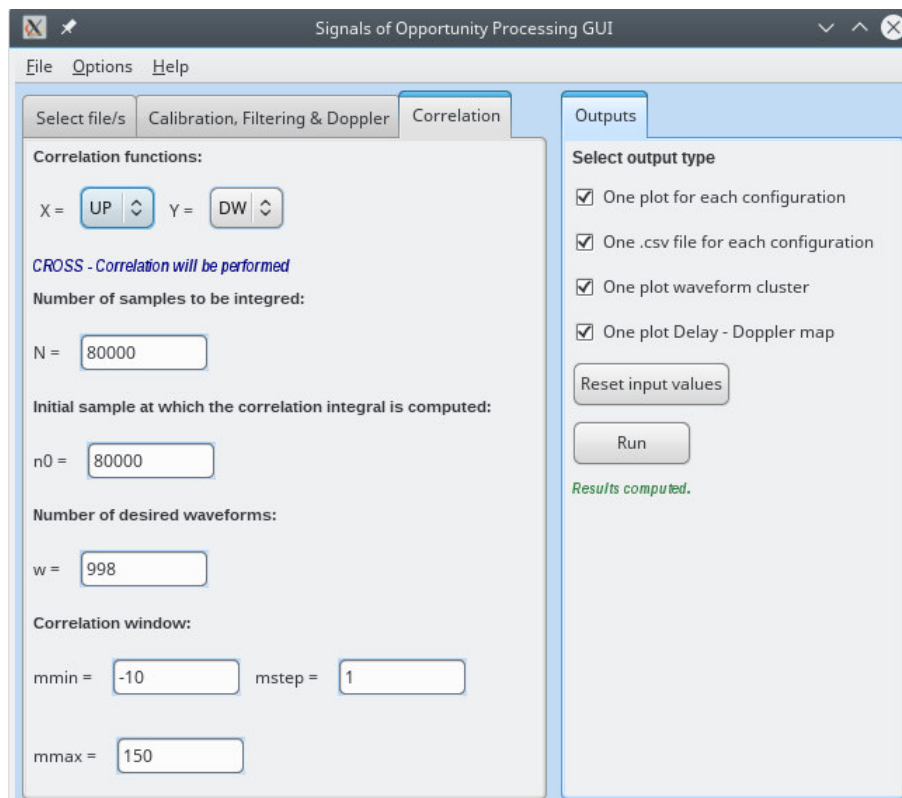 Signals of Opportunity Processing GUI
File Options Help
Select file/s Calibration, Filtering & Doppler Correlation
Correlation functions:
X = UP Y = DW
CROSS - Correlation will be performed
Number of samples to be integred:
N = 80000
Initial sample at which the correlation integral is computed:
n0 = 80000
Number of desired waveforms:
w = 998
Correlation window:
mmin = -10 mstep = 1
mmax = 150
Outputs
Select output type
One plot for each configuration
One .csv file for each configuration
One plot waveform cluster
One plot Delay - Doppler map
Reset input values
Run
Results computed.